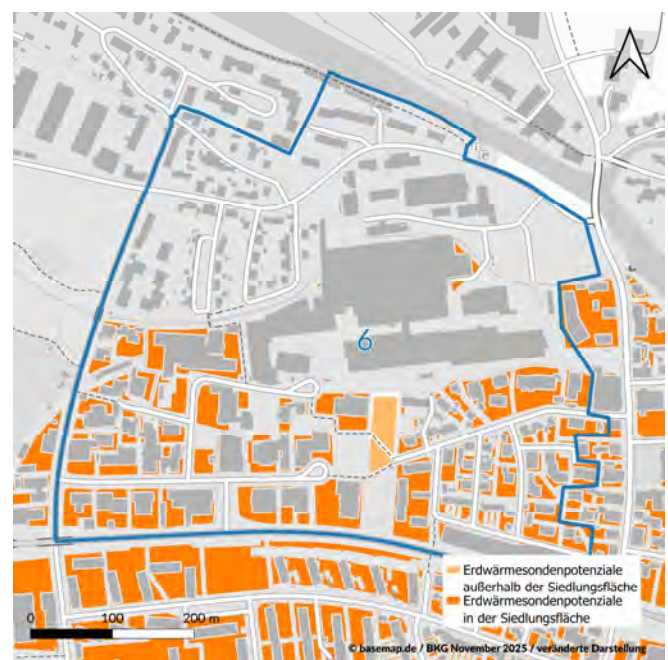 6
Erdwärmesondenpotenziale
außerhalb der Siedlungsfläche
Erdwärmesondenpotenziale
in der Siedlungsfläche
0 100 200 m
© basemap.de / BKG November 2025 / veränderte Darstellung